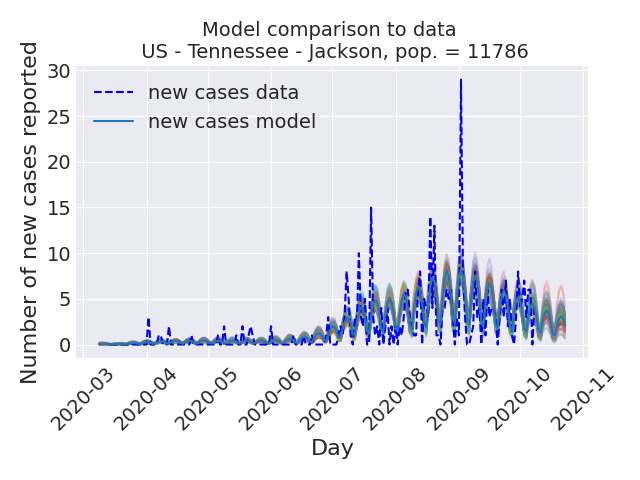 Model comparison to data
US - Tennessee - Jackson, pop. = 11786
Number of new cases reported
30
25
20
15
10
5
0
new cases data
new cases model
2020-03
2020-04
2020-05
2020-06
2020-07
2020-08
2020-09
2020-10
2020-11
Day